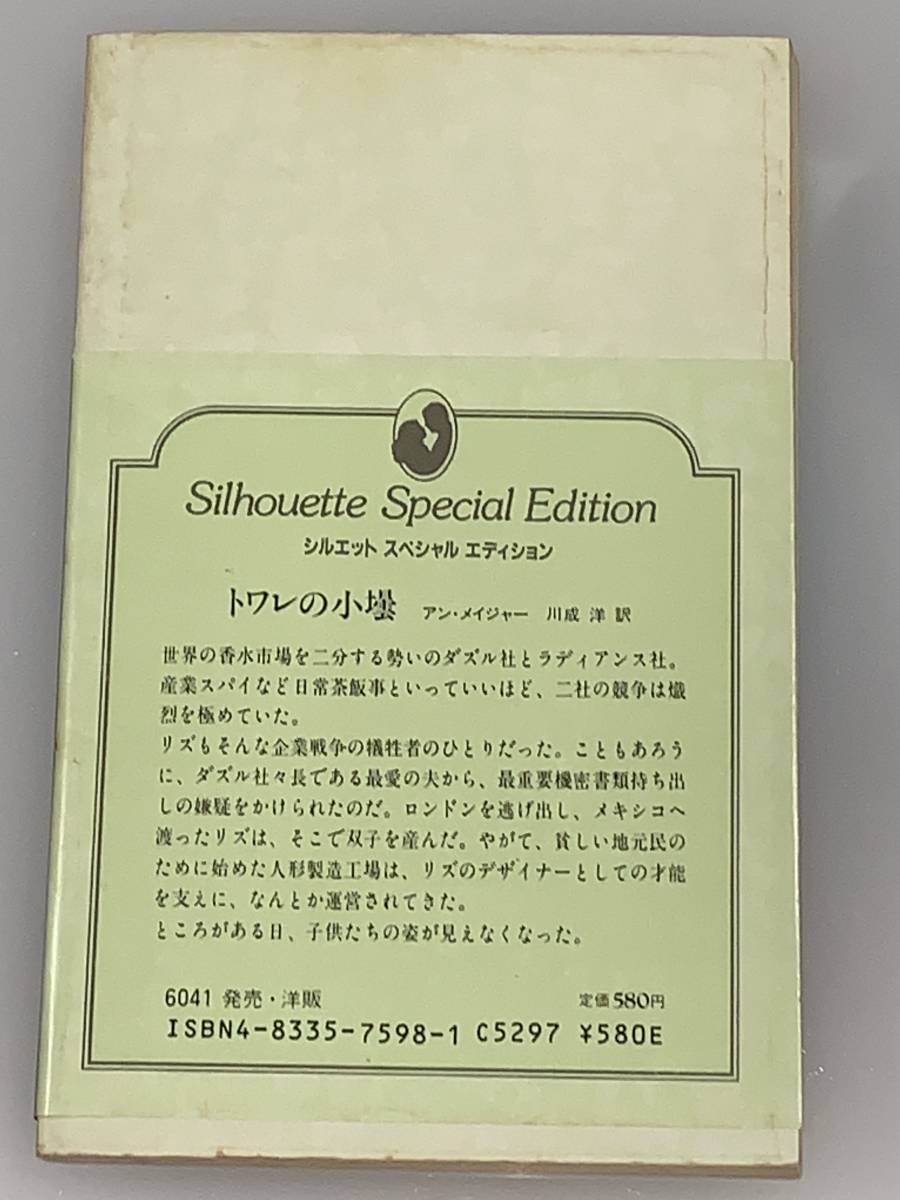 Silhouette Special Edition
シルエット スペシャル エディション
トワレの小壜 アン・メイジャー 川成 洋 訳
世界の香水市場を二分する勢いのダズル社とラディアンス社。
産業スパイなど日常茶飯事といっていいほど、二社の競争は熾
烈を極めていた。
リズもそんな企業戦争の犠牲者のひとりだった。こともあろう
に、ダズル社々長である最愛の夫から、最重要機密書類持ち出
しの嫌疑をかけられたのだ。ロンドンを逃げ出し、メキシコへ
渡ったリズは、そこで双子を産んだ。やがて、貧しい地元民の
ために始めた人形製造工場は、リズのデザイナーとしての才能
を支えに、なんとか運営されてきた。
ところがある日、子供たちの姿が見えなくなった。
6041 発売・洋販 定価580円
ISBN4-8335-7598-1 C5297 ¥580E